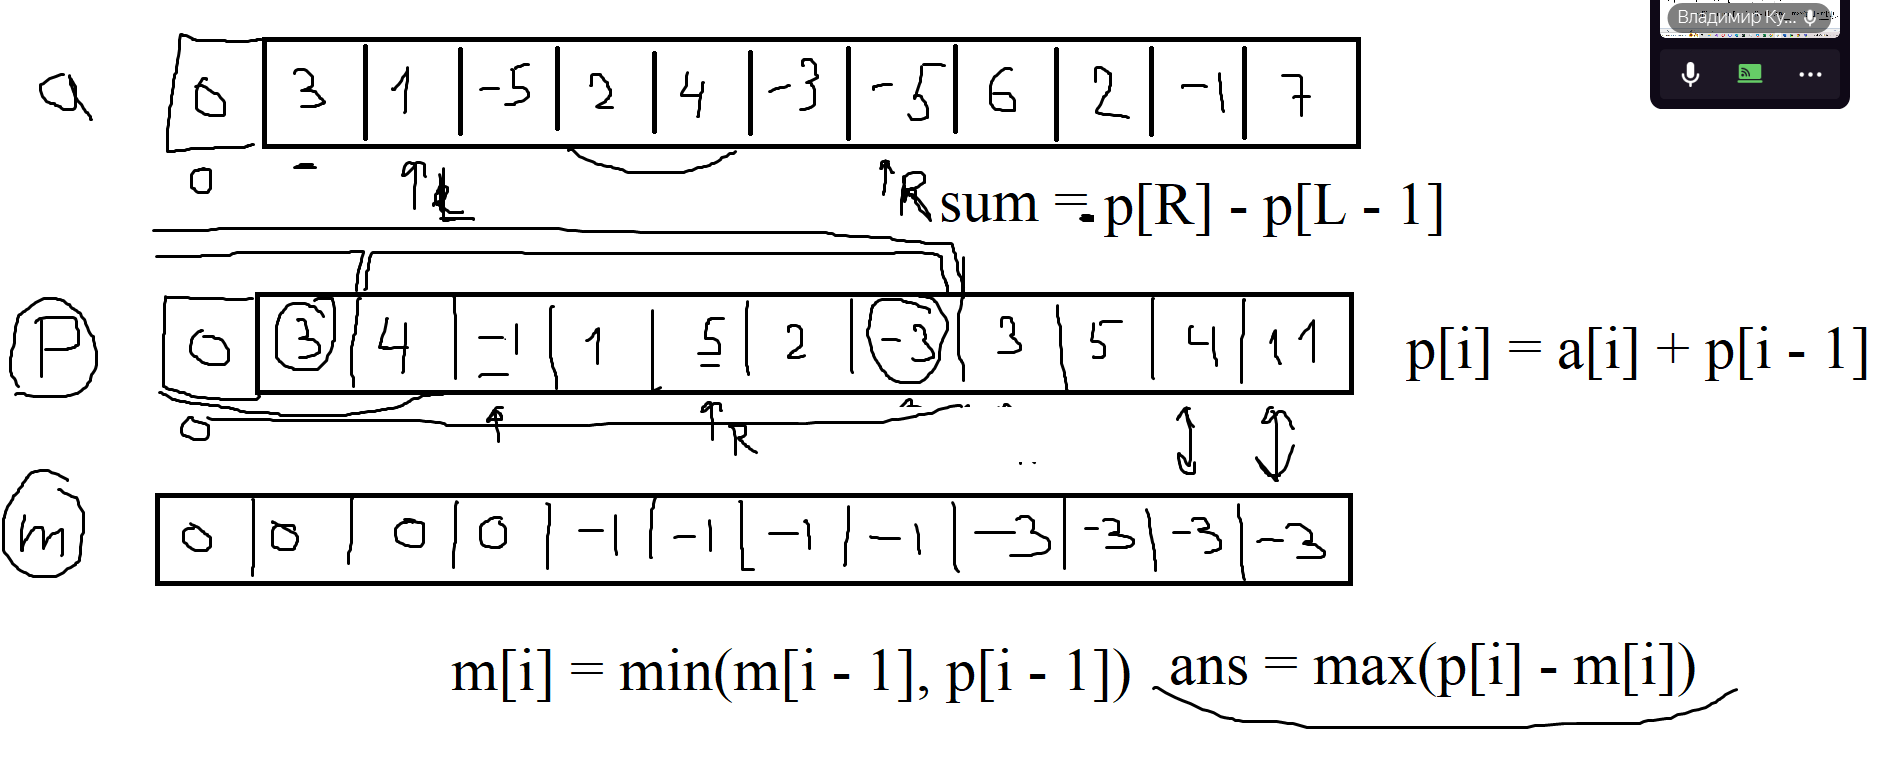 Владимир Ку...
a 0 3 1 -5 2 4 -3 -5 6 2 -1 7
0 L R
sum = p[R] - p[L - 1]
P 0 3 4 -1 1 5 2 -3 3 5 4 11
p[i] = a[i] + p[i - 1]
0 R
m 0 0 0 0 -1 -1 -1 -1 -3 -3 -3 -3
m[i] = min(m[i - 1], p[i - 1]) ans = max(p[i] - m[i])